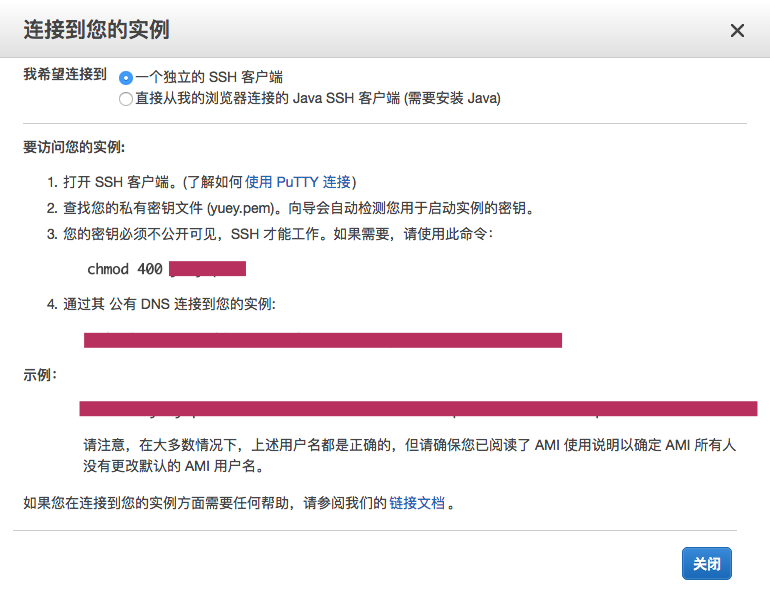 连接到您的实例
我希望连接到
一个独立的 SSH 客户端
直接从我的浏览器连接的 Java SSH 客户端 (需要安装 Java)
要访问您的实例:
1. 打开 SSH 客户端。(了解如何使用 PuTTY 连接)
2. 查找您的私有密钥文件 (yuey.pem)。向导会自动检测您用于启动实例的密钥。
3. 您的密钥必须不公开可见，SSH 才能工作。如果需要，请使用此命令：
chmod 400
4. 通过其 公有 DNS 连接到您的实例:
示例：
请注意，在大多数情况下，上述用户名都是正确的，但请确保您已阅读了 AMI 使用说明以确定 AMI 所有人
没有更改默认的 AMI 用户名。
如果您在连接到您的实例方面需要任何帮助，请参阅我们的链接文档。
关闭